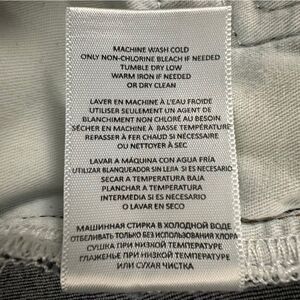 MACHINE WASH COLD
ONLY NON-CHLORINE BLEACH IF NEEDED
TUMBLE DRY LOW
WARM IRON IF NEEDED
OR DRY CLEAN
LAVER EN MACHINE À L'EAU FROIDE
UTILISER SEULEMENT UN AGENT DE
BLANCHIMENT NON CHLORÉ AU BESOIN
SÉCHER EN MACHINE À BASSE TEMPÉRATURE
REPASSER À FER CHAUD SI NÉCESSAIRE
OU NETTOYER À SEC
LAVAR A MÁQUINA CON AGUA FRÍA
UTILIZAR BLANQUEADOR SIN LEJIA SI ES NECESARIO
SECAR A TEMPERATURA BAJA
PLANCHAR A TEMPERATURA
INTERMEDIA SI ES NECESARIO
O LAVAR EN SECO
МАШИННАЯ СТИРКА В ХОЛОДНОЙ ВОДЕ
ОТБЕЛИВАТЬ ТОЛЬКО БЕЗ ИСПОЛЬЗОВАНИЯ ХЛОРА
СУШКА ПРИ НИЗКОЙ ТЕМПЕРАТУРЕ
ГЛАЖЕНЬЕ ПРИ НИЗКОЙ ТЕМПЕРАТУРЕ
ИЛИ СУХАЯ ЧИСТКА